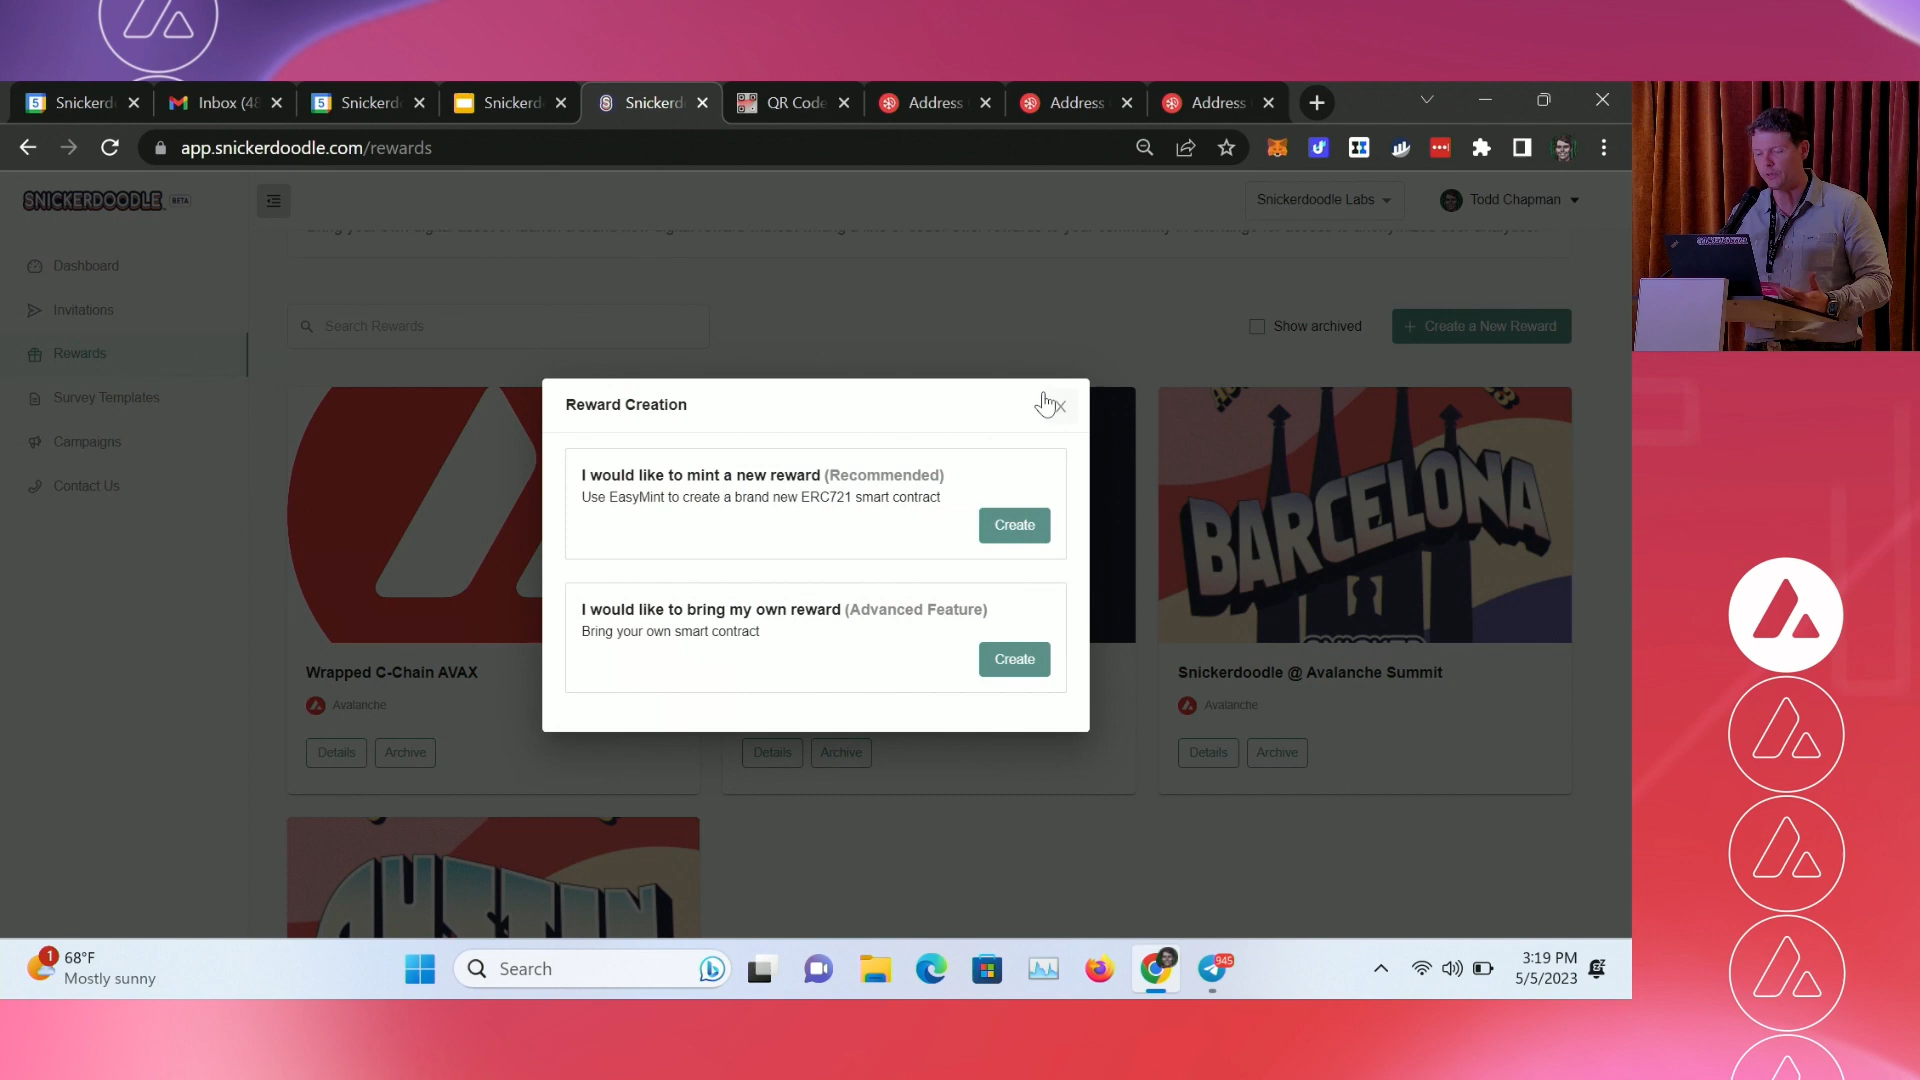 Snickerd
Inbox (48
Snickerd
Snickerd
Snickerd
QR Code
Address
Address
Address
app.snickerdoodle.com/rewards
SNICKERDOODLE BETA
Snickerdoodle Labs
Todd Chapman
Dashboard
Invitations
Rewards
Survey Templates
Campaigns
Contact Us
Search Rewards
Show archived
+ Create a New Reward
Reward Creation
I would like to mint a new reward (Recommended)
Use EasyMint to create a brand new ERC721 smart contract
Create
I would like to bring my own reward (Advanced Feature)
Bring your own smart contract
Create
BARCELONA
Wrapped C-Chain AVAX
Avalanche
Details
Archive
Details
Archive
Snickerdoodle @ Avalanche Summit
Avalanche
Details
Archive
AUSTIN
1
68°F
Mostly sunny
Search
945
3:19 PM
5/5/2023